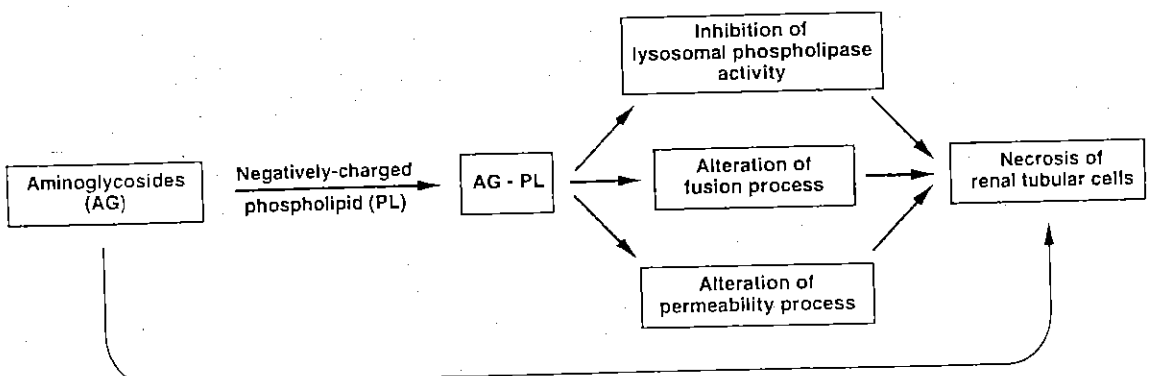 Inhibition of
lysosomal phospholipase
activity
Aminoglycosides
(AG)
Negatively-charged
phospholipid (PL)
AG - PL
Alteration of
fusion process
Necrosis of
renal tubular cells
Alteration of
permeability process